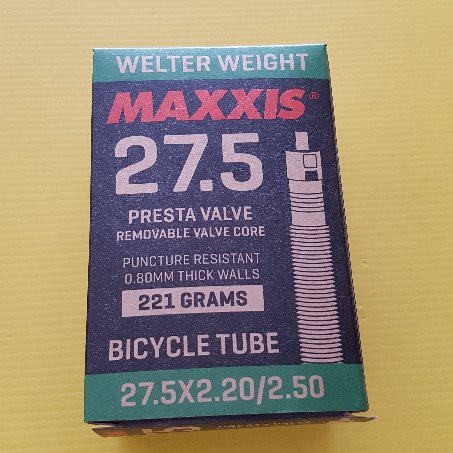 WELTER WEIGHT
MAXXIS®
27.5
PRESTA VALVE
REMOVABLE VALVE CORE
PUNCTURE RESISTANT
0.80MM THICK WALLS
221 GRAMS
BICYCLE TUBE
27.5X2.20/2.50